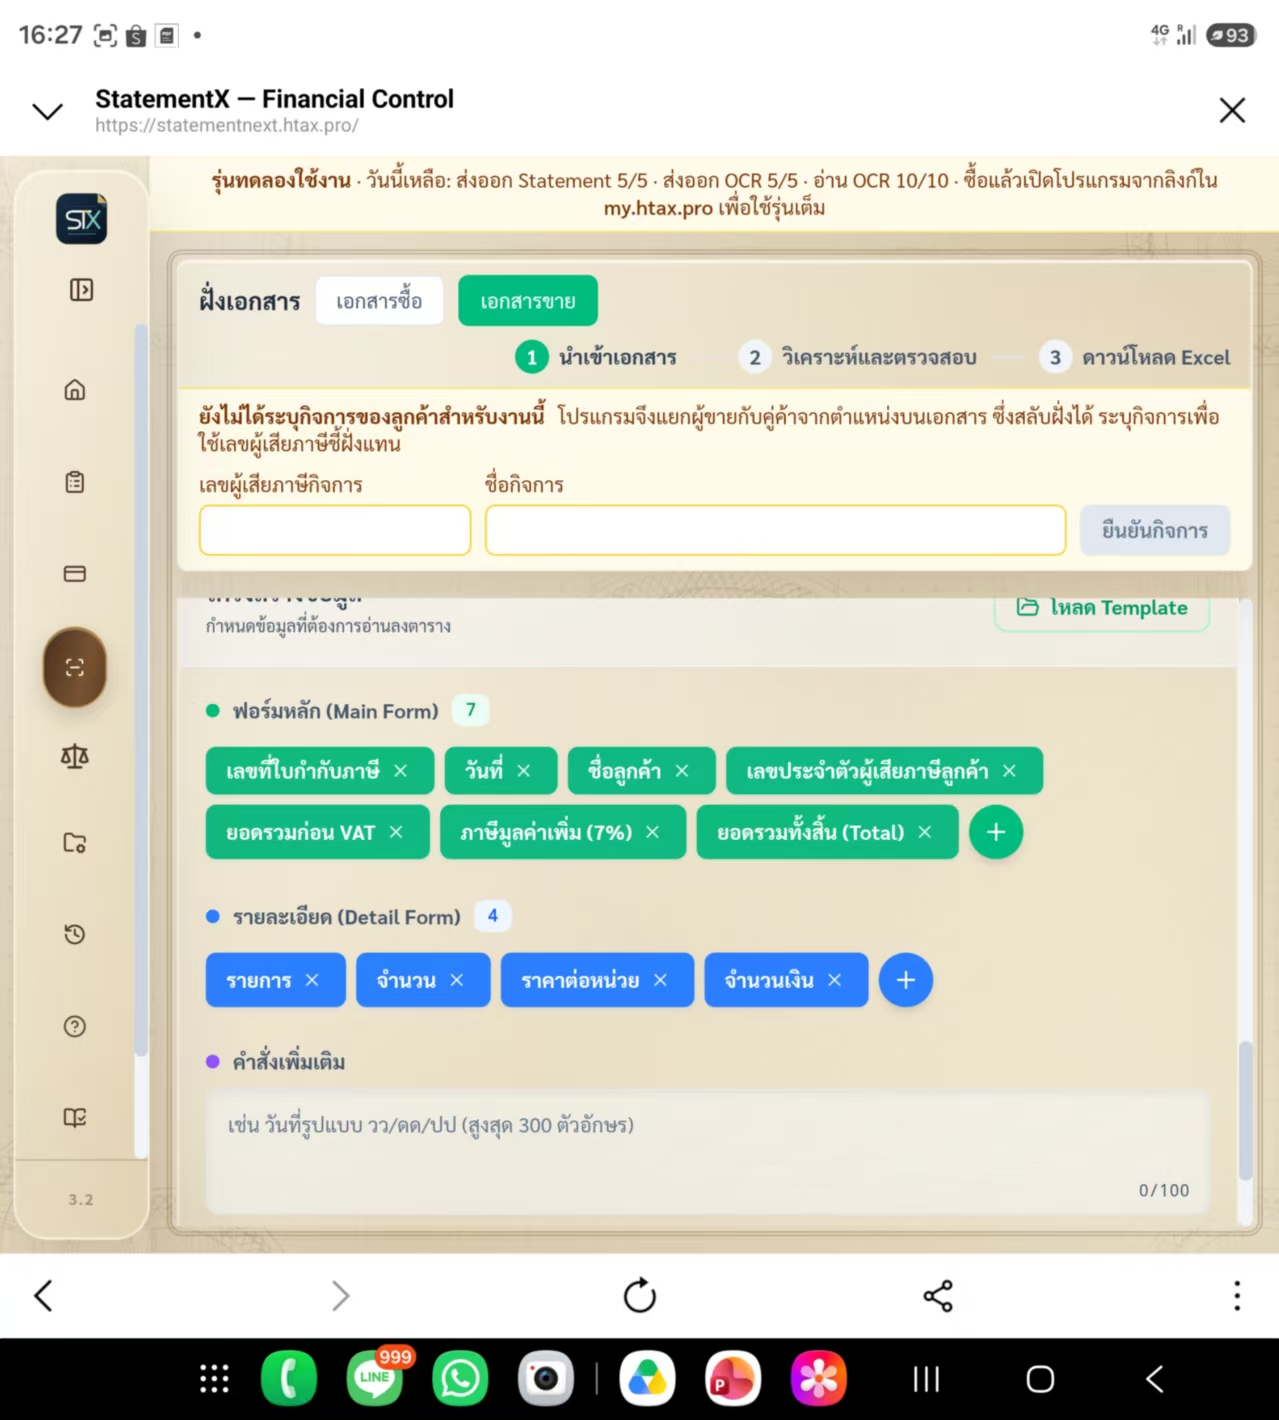 16:27
4G R 93
StatementX — Financial Control
https://statementnext.htax.pro/
STX
รุ่นทดลองใช้งาน · วันนี้เหลือ: ส่งออก Statement 5/5 · ส่งออก OCR 5/5 · อ่าน OCR 10/10 · ซื้อแล้วเปิดโปรแกรมจากลิงก์ใน
my.htax.pro เพื่อใช้รุ่นเต็ม
ฝั่งเอกสาร เอกสารซื้อ เอกสารขาย
1 นำเข้าเอกสาร 2 วิเคราะห์และตรวจสอบ 3 ดาวน์โหลด Excel
ยังไม่ได้ระบุกิจการของลูกค้าสำหรับงานนี้ โปรแกรมจึงแยกผู้ขายกับคู่ค้าจากตำแหน่งบนเอกสาร ซึ่งสลับฝั่งได้ ระบุกิจการเพื่อ
ใช้เลขผู้เสียภาษีชี้ฝั่งแทน
เลขผู้เสียภาษีกิจการ ชื่อกิจการ
ยืนยันกิจการ
โหลด Template
กำหนดข้อมูลที่ต้องการอ่านลงตาราง
ฟอร์มหลัก (Main Form) 7
เลขที่ใบกำกับภาษี × วันที่ × ชื่อลูกค้า × เลขประจำตัวผู้เสียภาษีลูกค้า ×
ยอดรวมก่อน VAT × ภาษีมูลค่าเพิ่ม (7%) × ยอดรวมทั้งสิ้น (Total) × +
รายละเอียด (Detail Form) 4
รายการ × จำนวน × ราคาต่อหน่วย × จำนวนเงิน × +
คำสั่งเพิ่มเติม
เช่น วันที่รูปแบบ วว/ดด/ปป (สูงสุด 300 ตัวอักษร)
0/100
3.2
999
LINE
P